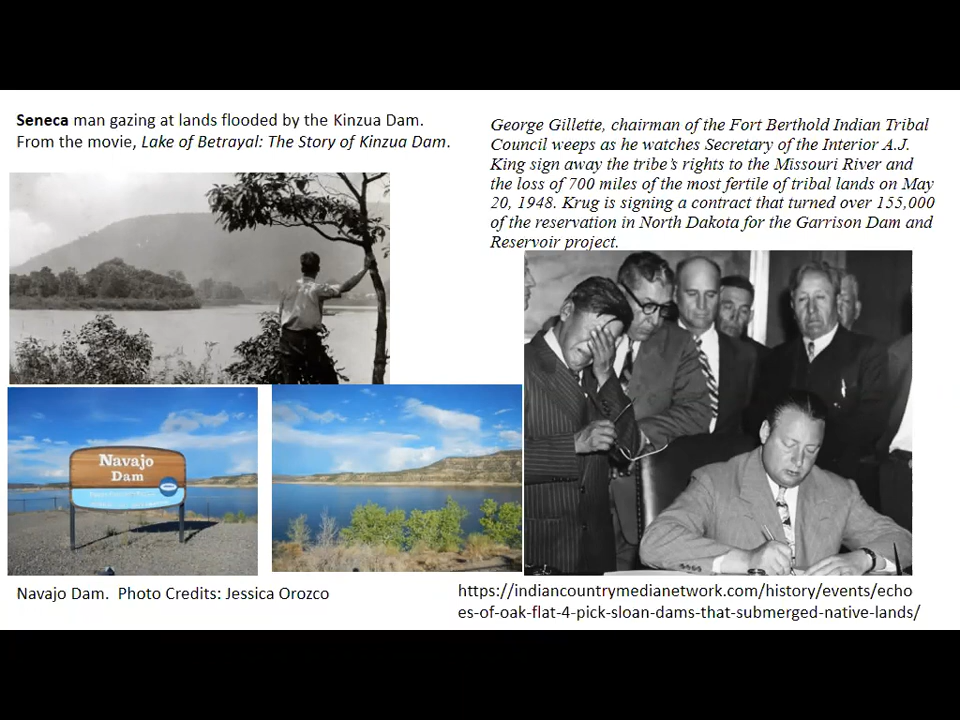 Seneca man gazing at lands flooded by the Kinzua Dam.
From the movie, Lake of Betrayal: The Story of Kinzua Dam.
George Gillette, chairman of the Fort Berthold Indian Tribal
Council weeps as he watches Secretary of the Interior A.J.
King sign away the tribe's rights to the Missouri River and
the loss of 700 miles of the most fertile of tribal lands on May
20, 1948. Krug is signing a contract that turned over 155,000
of the reservation in North Dakota for the Garrison Dam and
Reservoir project.
Navajo
Dam
Navajo Dam. Photo Credits: Jessica Orozco
https://indiancountrymedianetwork.com/history/events/echo
es-of-oak-flat-4-pick-sloan-dams-that-submerged-native-lands/